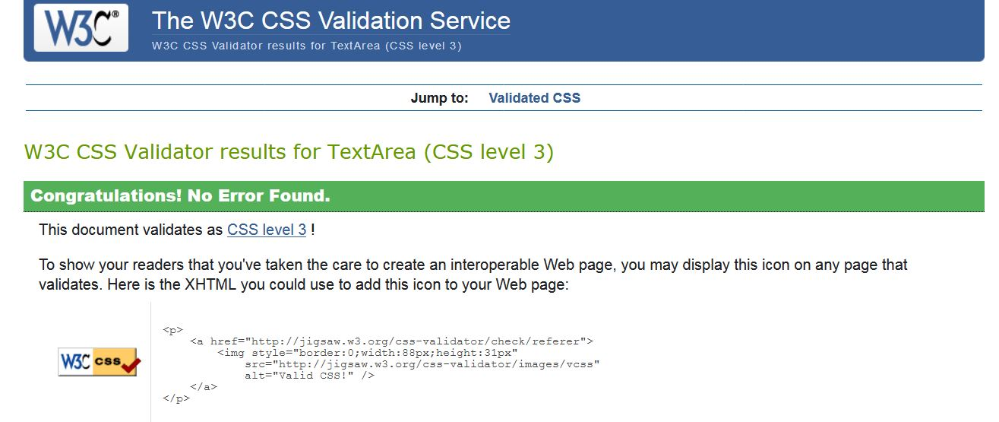 W3C®
The W3C CSS Validation Service
W3C CSS Validator results for TextArea (CSS level 3)
Jump to: Validated CSS
W3C CSS Validator results for TextArea (CSS level 3)
Congratulations! No Error Found.
This document validates as CSS level 3 !
To show your readers that you've taken the care to create an interoperable Web page, you may display this icon on any page that
validates. Here is the XHTML you could use to add this icon to your Web page:
W3C css
<p>
    <a href="http://jigsaw.w3.org/css-validator/check/referer">
        <img style="border:0;width:88px;height:31px"
            src="http://jigsaw.w3.org/css-validator/images/vcss"
            alt="Valid CSS!" />
    </a>
</p>